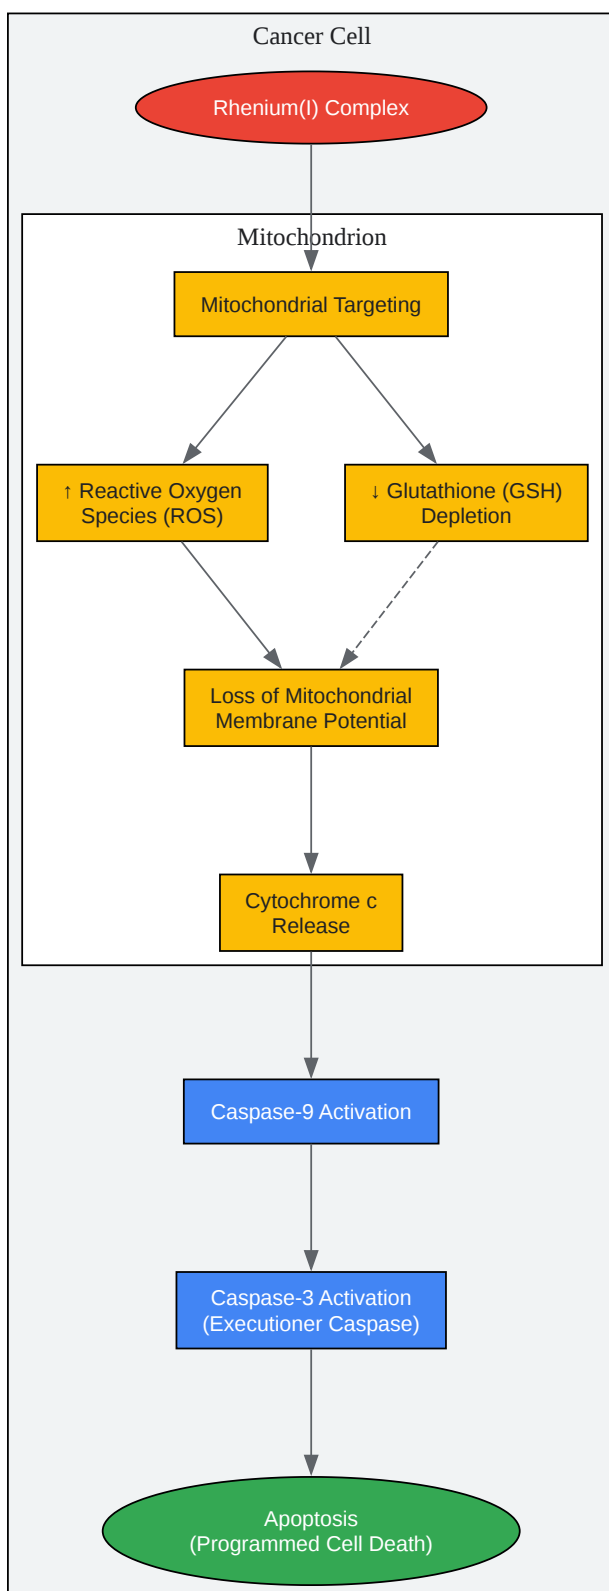 Cancer Cell
Rhenium(I) Complex
Mitochondrion
Mitochondrial Targeting
↑ Reactive Oxygen
Species (ROS)
↓ Glutathione (GSH)
Depletion
Loss of Mitochondrial
Membrane Potential
Cytochrome c
Release
Caspase-9 Activation
Caspase-3 Activation
(Executioner Caspase)
Apoptosis
(Programmed Cell Death)